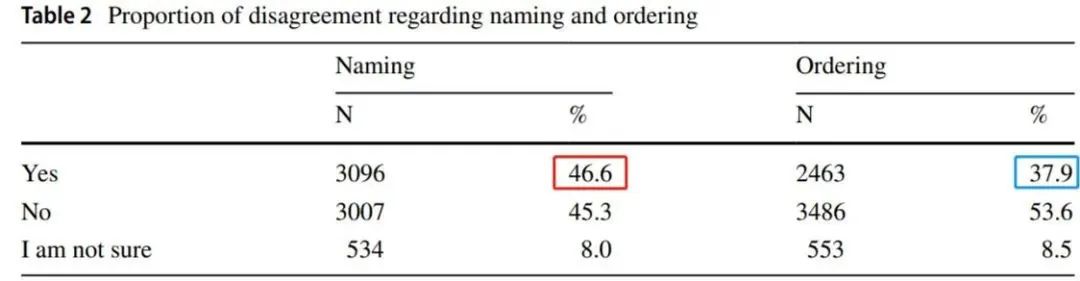 Table 2 Proportion of disagreement regarding naming and ordering
Naming Ordering
N % N %
Yes 3096 46.6 2463 37.9
No 3007 45.3 3486 53.6
I am not sure 534 8.0 553 8.5